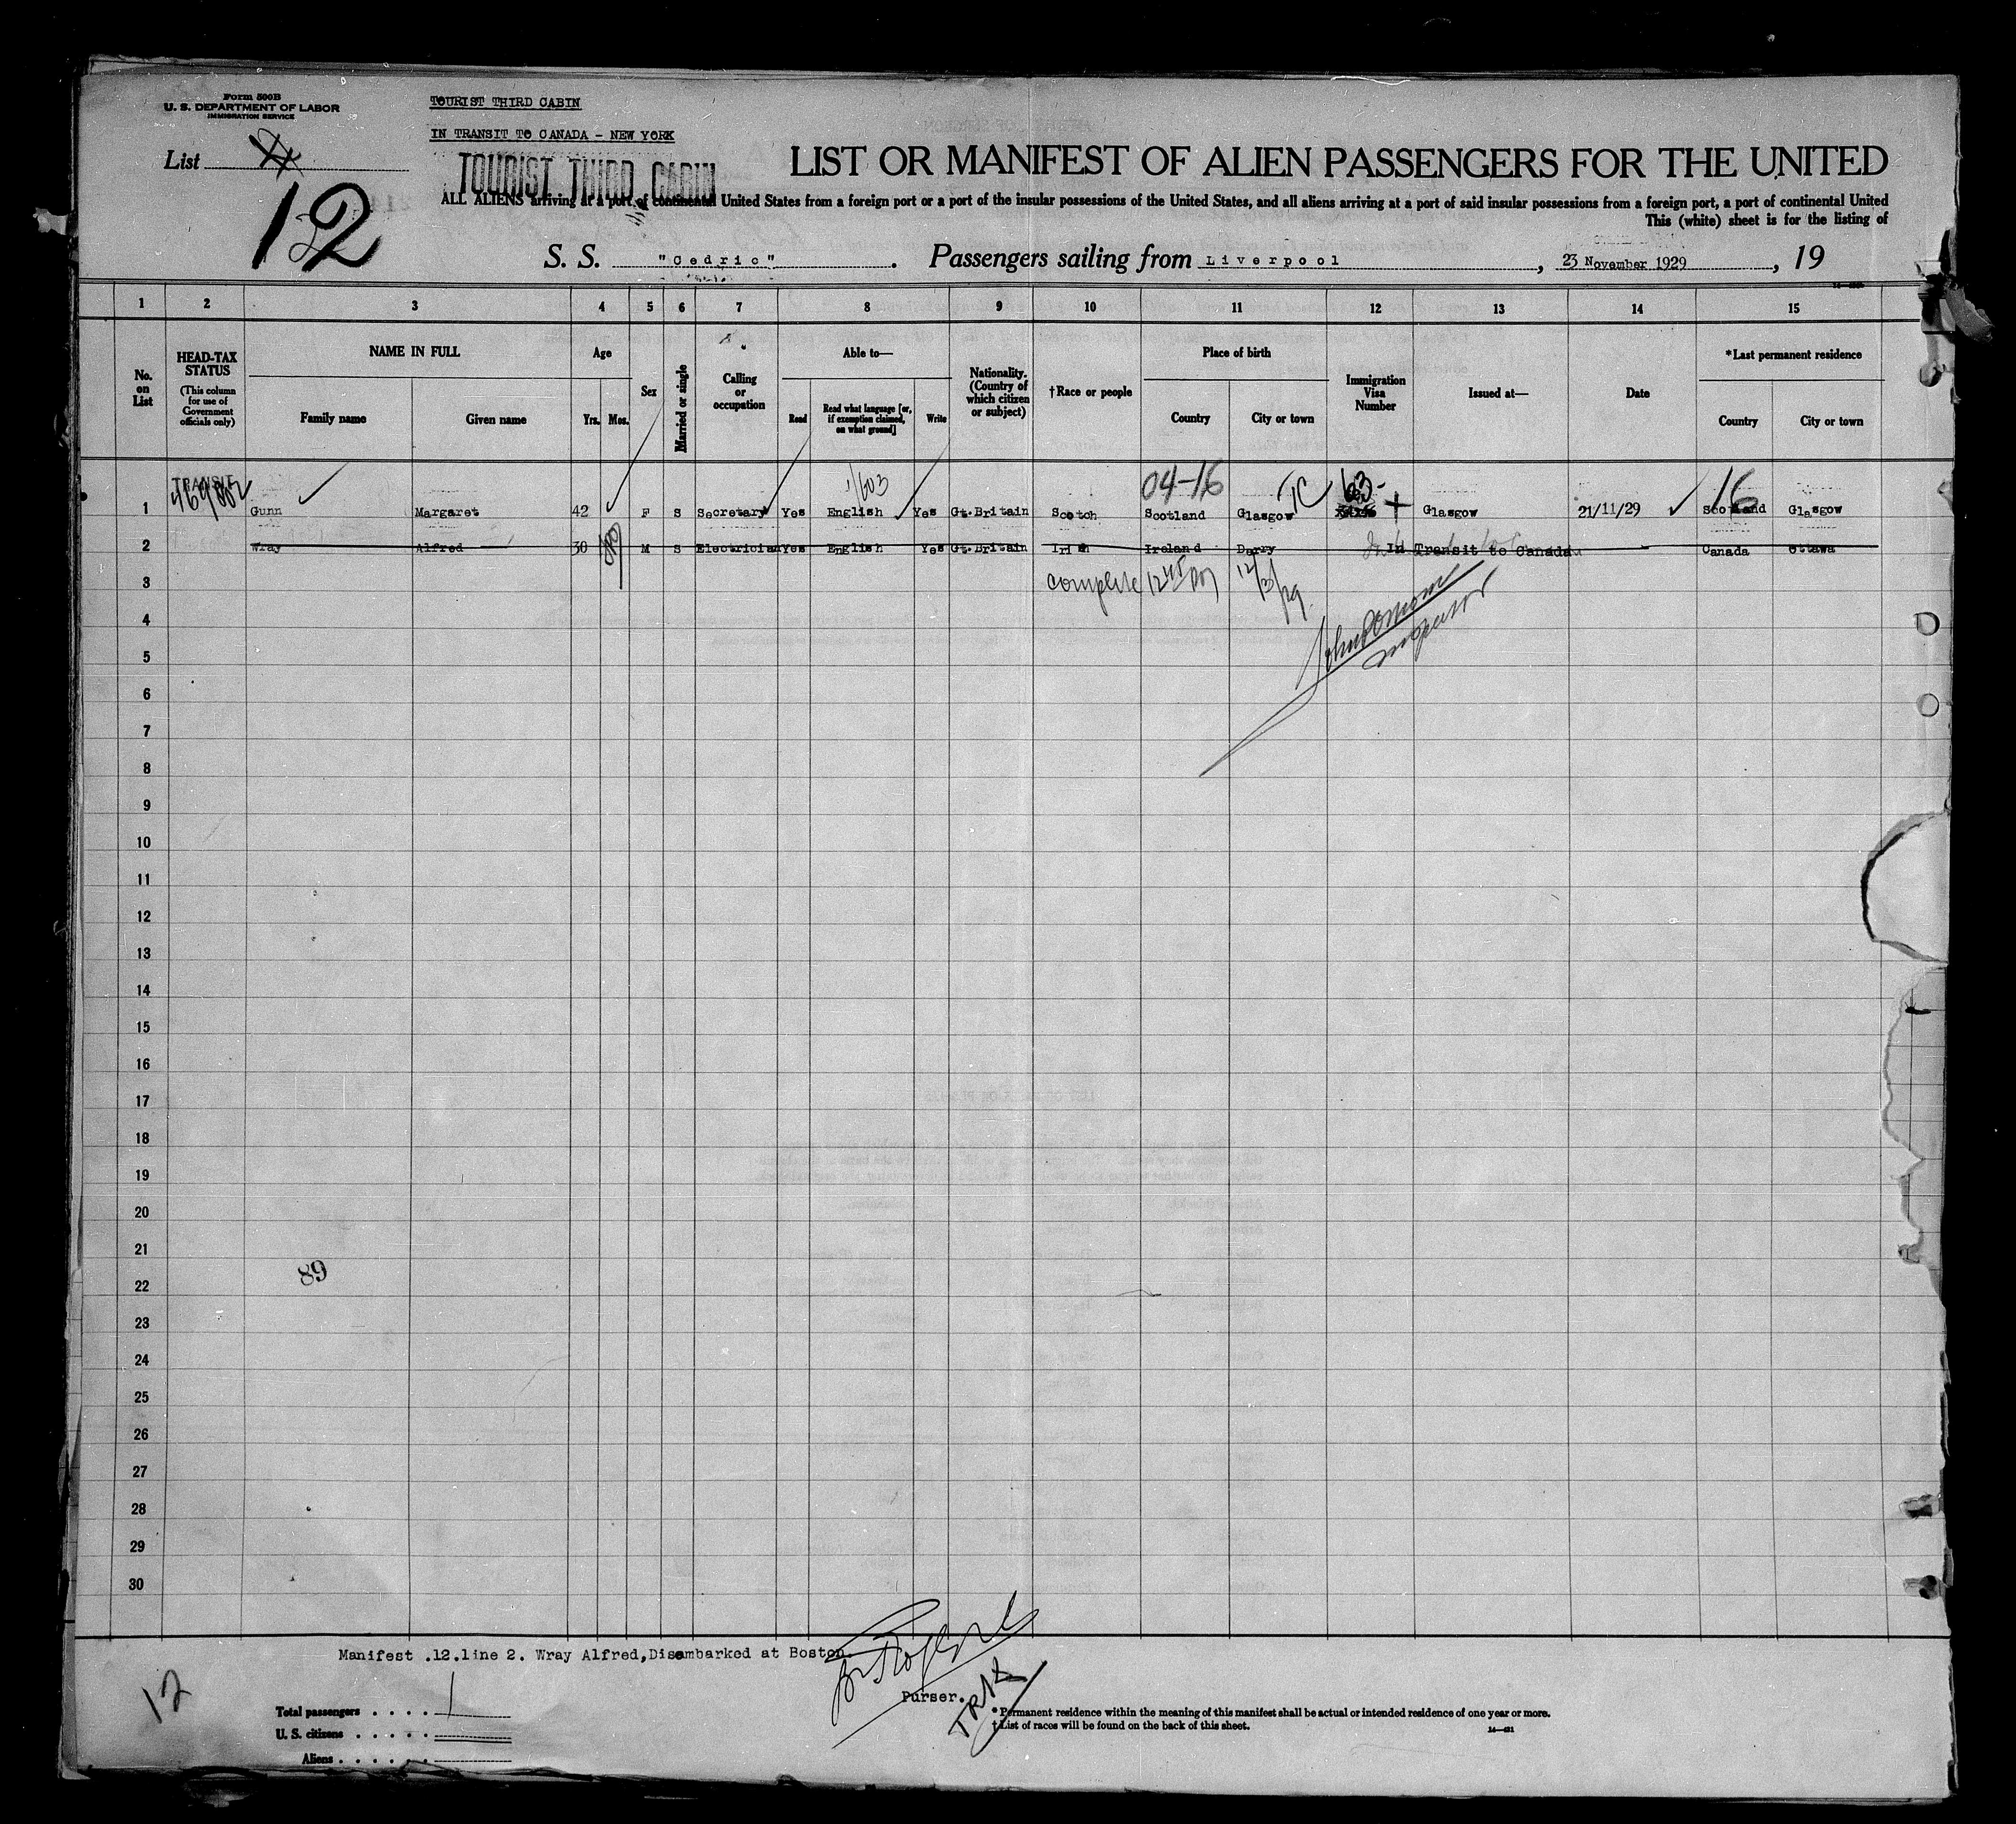 Form 500B
U. S. DEPARTMENT OF LABOR
IMMIGRATION SERVICE
TOURIST THIRD CABIN
IN TRANSIT TO CANADA - NEW YORK
List
12
TOURIST THIRD CABIN
LIST OR MANIFEST OF ALIEN PASSENGERS FOR THE UNITED
ALL ALIENS arriving at a port of continental United States from a foreign port or a port of the insular possessions of the United States, and all aliens arriving at a port of said insular possessions from a foreign port, a port of continental United
This (white) sheet is for the listing of
S. S. "Cedric". Passengers sailing from Liverpool, 23 November 1929, 19
1 2 3 4 5 6 7 8 9 10 11 12 13 14 15
No. on List
HEAD-TAX STATUS
(This column for use of Government officials only)
NAME IN FULL
Family name Given name
Age
Yrs. Mos.
Sex
Married or single
Calling or occupation
Able to—
Read
Read what language [or, if exemption claimed, on what ground]
Write
Nationality. (Country of which citizen or subject)
†Race or people
Place of birth
Country City or town
Immigration Visa Number
Issued at—
Date
*Last permanent residence
Country City or town
TRANSIT
04-16 TC 63- 16
1 Gunn Margaret 42 F S Secretary Yes English Yes Gt.Britain Scotch Scotland Glasgow Glasgow 21/11/29 Scotland Glasgow
2 Wray Alfred 30 M S Electrician Yes English Yes Gt.Britain Irish Ireland Derry In Transit to Canada Canada Ottawa
3 complete 12/3/29
Inspector
4
5
6
7
8
9
10
11
12
13
14
15
16
17
18
19
20
21
89
22
23
24
25
26
27
28
29
30
Manifest .12.line 2. Wray Alfred,Disembarked at Boston.
Purser.
12
Total passengers . . . . 1
U. S. citizens . . . . .
Aliens . . . . . .
* Permanent residence within the meaning of this manifest shall be actual or intended residence of one year or more.
† List of races will be found on the back of this sheet.